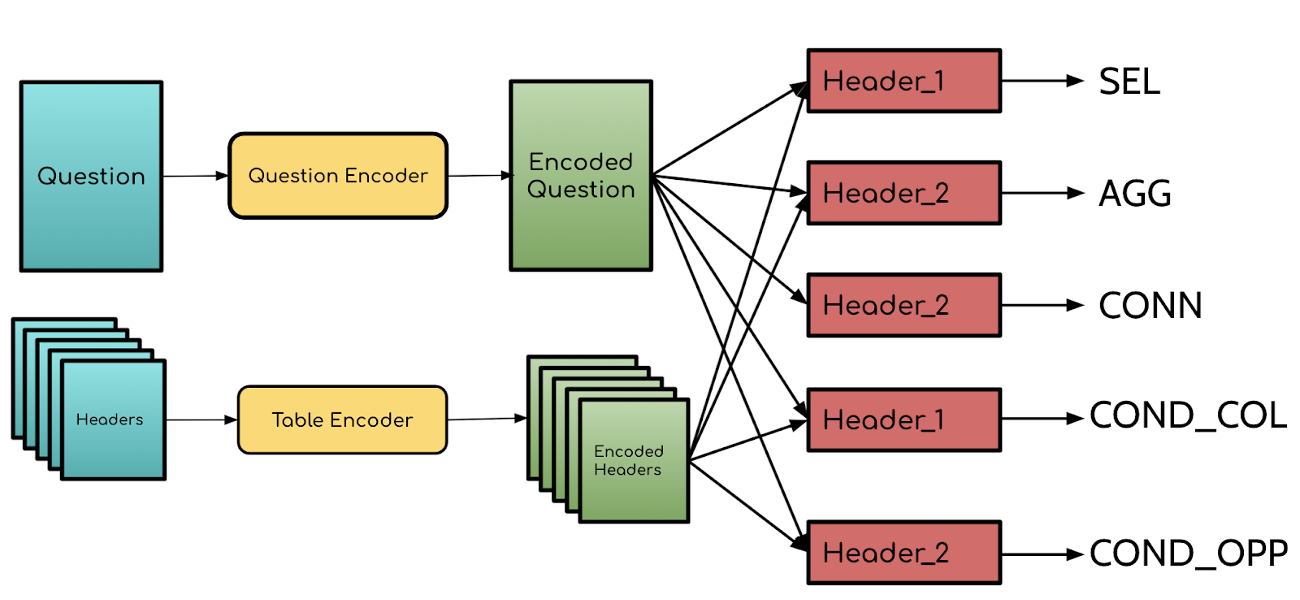 Question
Question Encoder
Encoded
Question
Headers
Table Encoder
Encoded
Headers
Header_1
SEL
Header_2
AGG
Header_2
CONN
Header_1
COND_COL
Header_2
COND_OPP